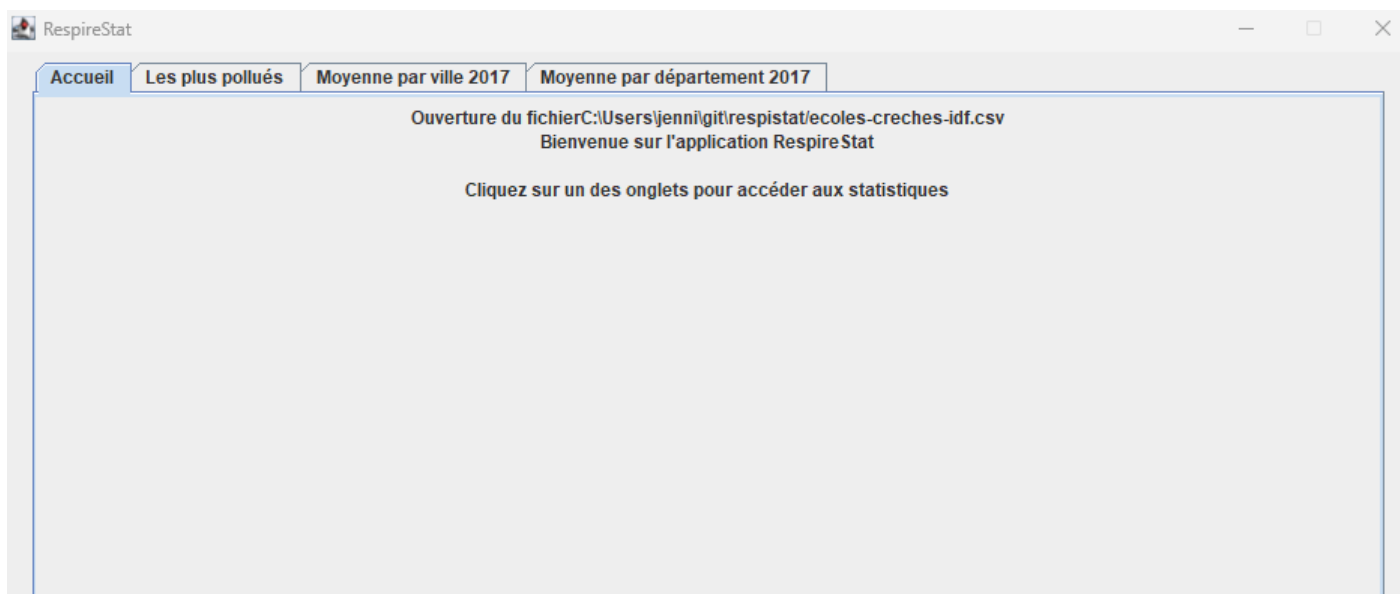 RespireStat
Accueil Les plus pollués Moyenne par ville 2017 Moyenne par département 2017
Ouverture du fichierC:\Users\jenni\git\respistat/ecoles-creches-idf.csv
Bienvenue sur l'application RespireStat
Cliquez sur un des onglets pour accéder aux statistiques